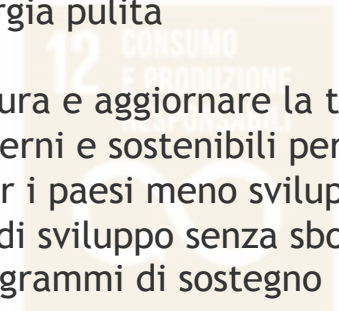 rgia pulita
12 CONSUMO
E PRODUZIONE
RESPONSABILI
ura e aggiornare la t
erni e sostenibili per
r i paesi meno svilup
di sviluppo senza sbo
grammi di sostegno